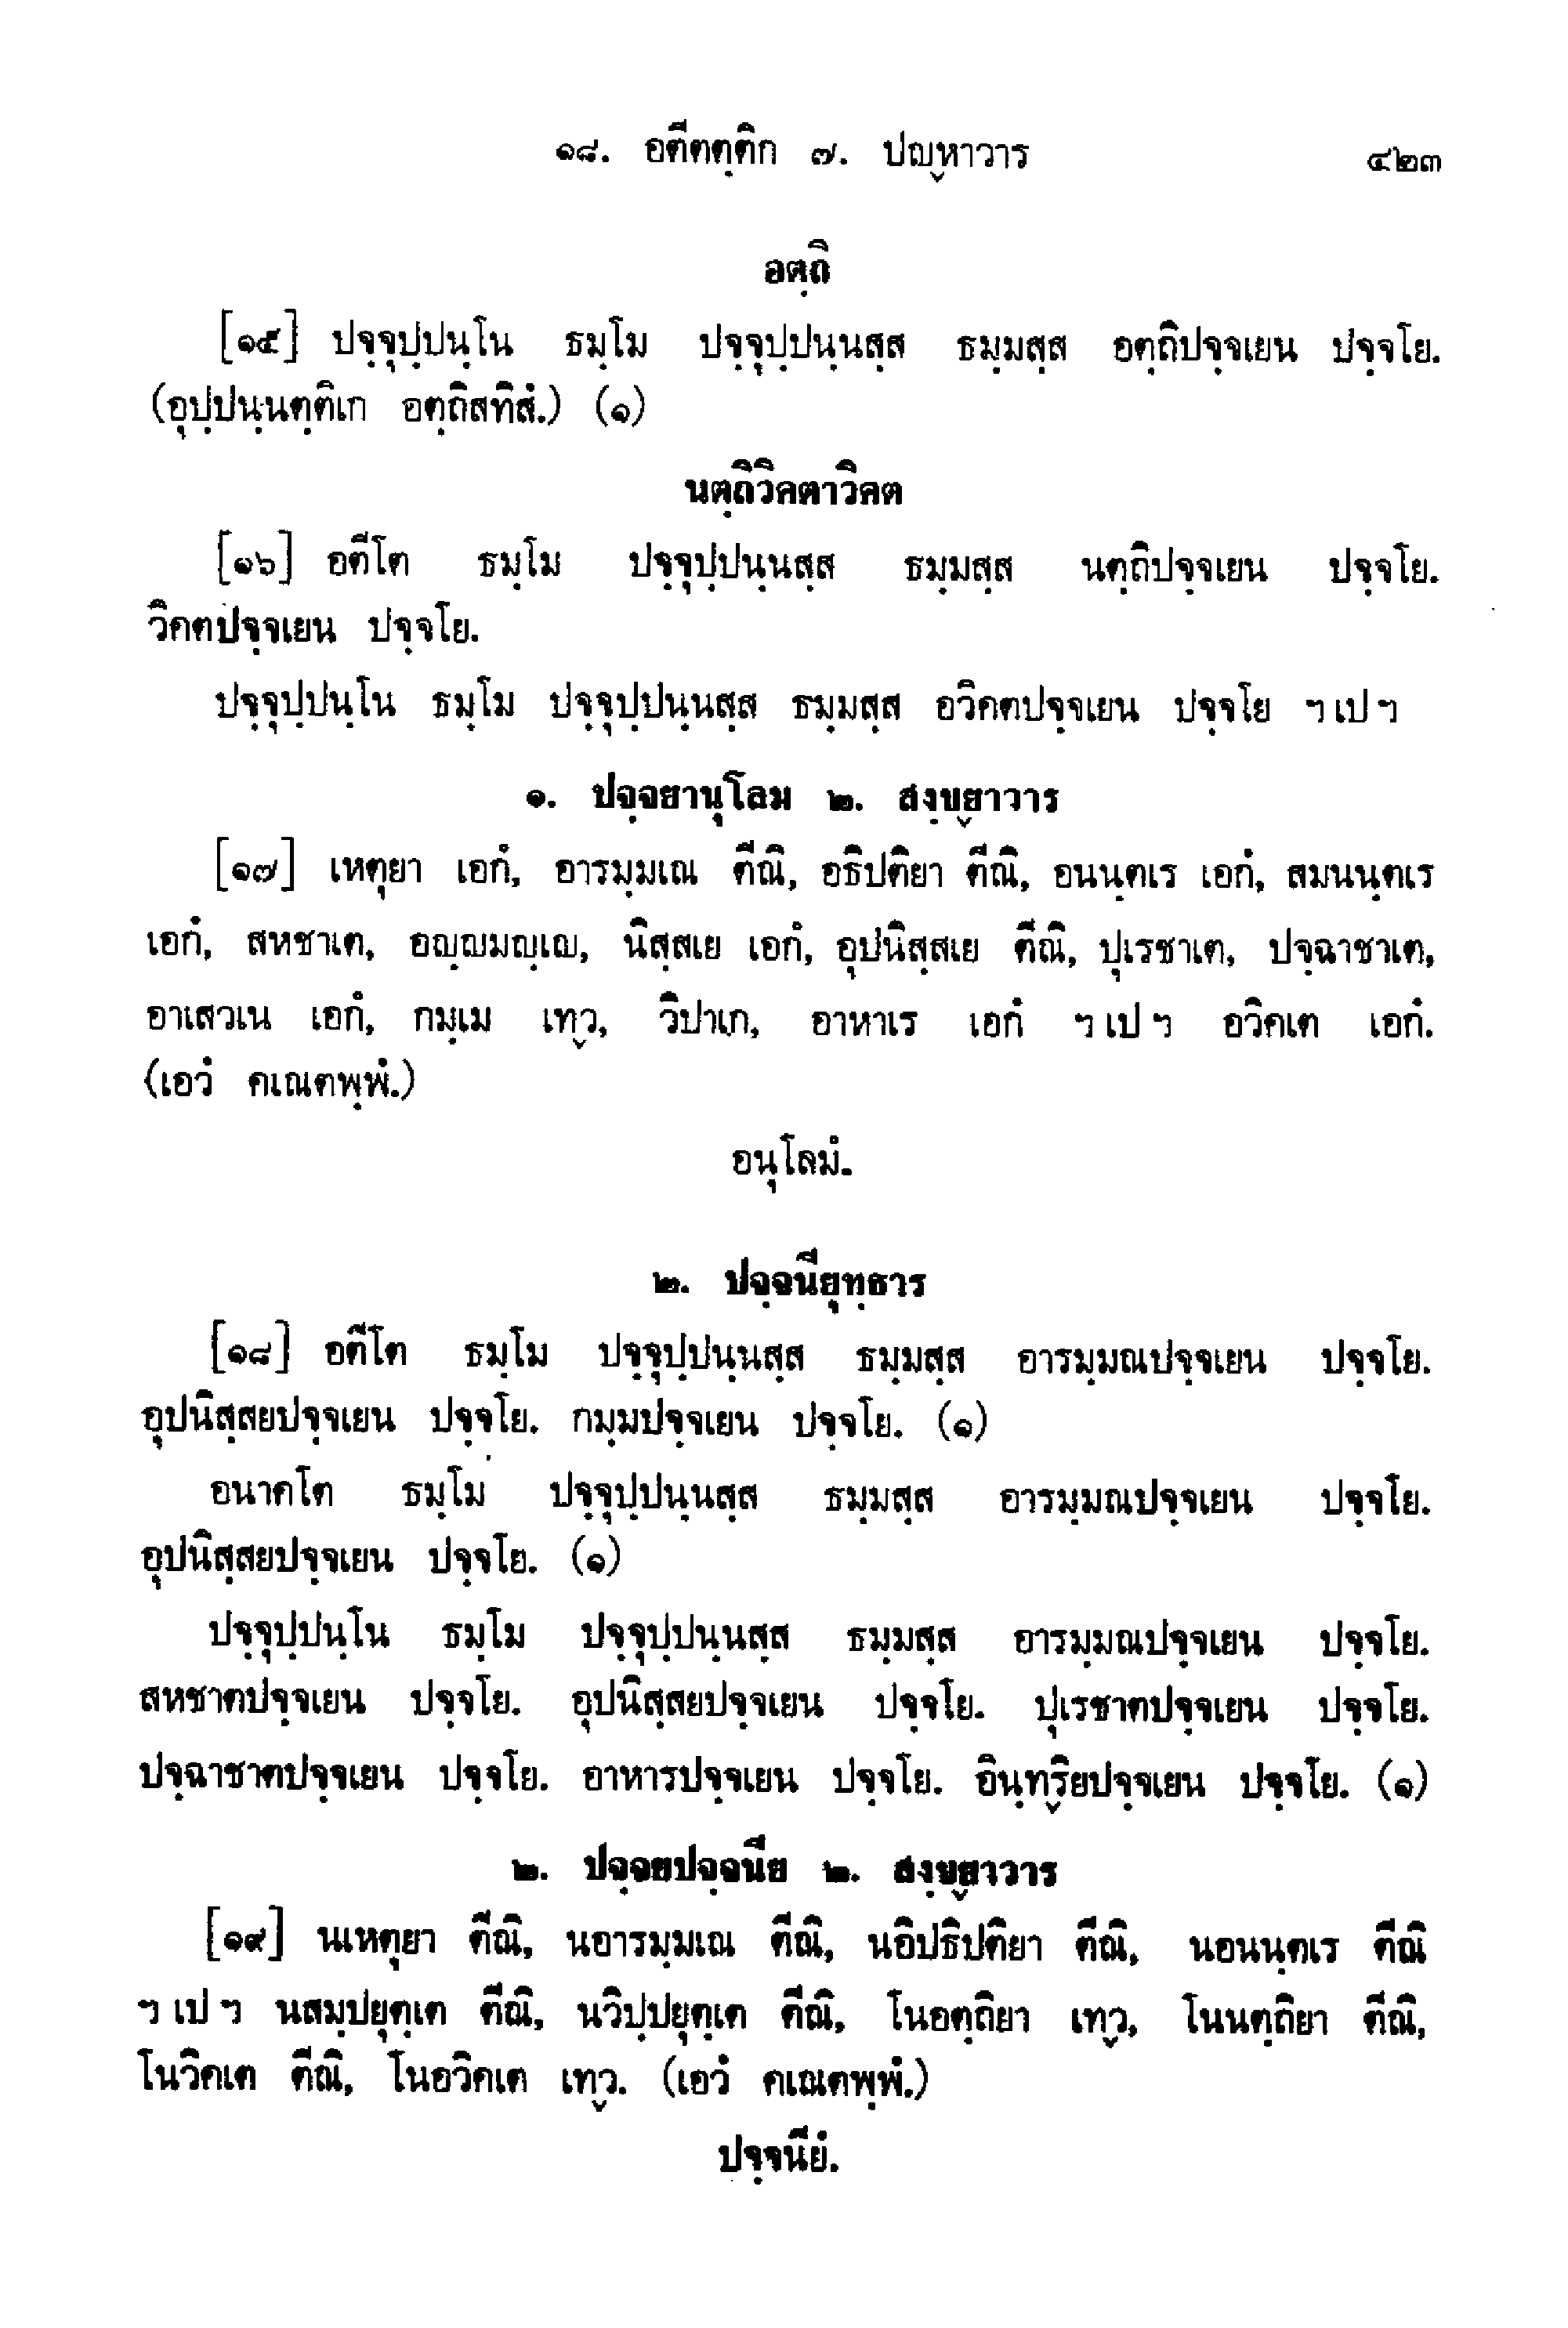 ๑๘. อตีตตฺติก ๗. ปญฺหาวาร ๔๒๓
อตฺถิ
[๑๕] ปจฺจุปฺปนฺโน ธมฺโม ปจฺจุปฺปนฺนสฺส ธมฺมสฺส อตฺถิปจฺจเยน ปจฺจโย.
(อุปฺปนฺนตฺติเก อตฺถิสทิสํ.) (๑)
นตฺถิวิคตาวิคต
[๑๖] อตีโต ธมฺโม ปจฺจุปฺปนฺนสฺส ธมฺมสฺส นตฺถิปจฺจเยน ปจฺจโย.
วิคตปจฺจเยน ปจฺจโย.
ปจฺจุปฺปนฺโน ธมฺโม ปจฺจุปฺปนฺนสฺส ธมฺมสฺส อวิคตปจฺจเยน ปจฺจโย ฯ เป ฯ
๑. ปจฺจยานุโลม ๒. สงฺขฺยาวาร
[๑๗] เหตุยา เอกํ, อารมฺมเณ ตีณิ, อธิปติยา ตีณิ, อนนฺตเร เอกํ, สมนนฺตเร
เอกํ, สหชาเต, อญฺญมญฺเญ, นิสฺสเย เอกํ, อุปนิสฺสเย ตีณิ, ปุเรชาเต, ปจฺฉาชาเต,
อาเสวเน เอกํ, กมฺเม เทฺว, วิปาเก, อาหาเร เอกํ ฯ เป ฯ อวิคเต เอกํ.
(เอวํ คเณตพฺพํ.)
อนุโลมํ.
๒. ปจฺจนียุทฺธาร
[๑๘] อตีโต ธมฺโม ปจฺจุปฺปนฺนสฺส ธมฺมสฺส อารมฺมณปจฺจเยน ปจฺจโย.
อุปนิสฺสยปจฺจเยน ปจฺจโย. กมฺมปจฺจเยน ปจฺจโย. (๑)
อนาคโต ธมฺโม ปจฺจุปฺปนฺนสฺส ธมฺมสฺส อารมฺมณปจฺจเยน ปจฺจโย.
อุปนิสฺสยปจฺจเยน ปจฺจโย. (๑)
ปจฺจุปฺปนฺโน ธมฺโม ปจฺจุปฺปนฺนสฺส ธมฺมสฺส อารมฺมณปจฺจเยน ปจฺจโย.
สหชาตปจฺจเยน ปจฺจโย. อุปนิสฺสยปจฺจเยน ปจฺจโย. ปุเรชาตปจฺจเยน ปจฺจโย.
ปจฺฉาชาตปจฺจเยน ปจฺจโย. อาหารปจฺจเยน ปจฺจโย. อินฺทฺริยปจฺจเยน ปจฺจโย. (๑)
๒. ปจฺจยปจฺจนีย ๒. สงฺขฺยาวาร
[๑๙] นเหตุยา ตีณิ, นอารมฺมเณ ตีณิ, นอิปธิปติยา ตีณิ, นอนนฺตเร ตีณิ
ฯ เป ฯ นสมฺปยุตฺเต ตีณิ, นวิปฺปยุตฺเต ตีณิ, โนอตฺถิยา เทฺว, โนนตฺถิยา ตีณิ,
โนวิคเต ตีณิ, โนอวิคเต เทฺว. (เอวํ คเณตพฺพํ.)
ปจฺจนียํ.